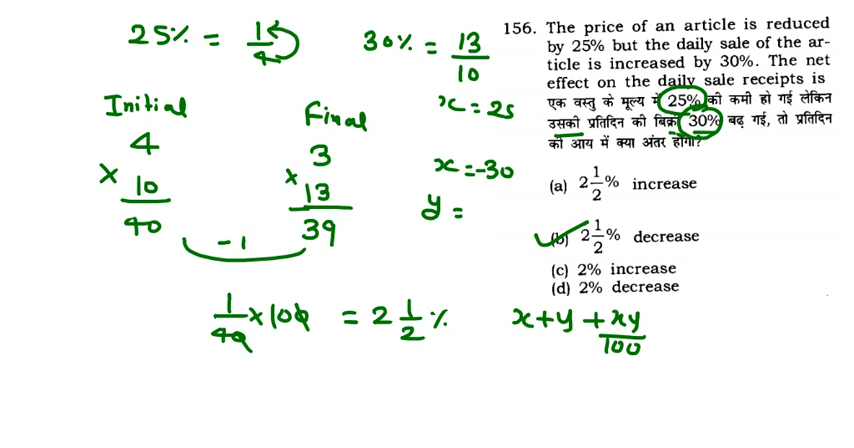 25% = 1/4
30% = 13/10
Initial
4
× 10
40
Final
3
× 13
39
-1
1/40 × 100 = 2 1/2 %
x = 25
x = -30
y =
x + y + xy/100
156. The price of an article is reduced
by 25% but the daily sale of the ar-
ticle is increased by 30%. The net
effect on the daily sale receipts is
एक वस्तु के मूल्य में 25% की कमी हो गई लेकिन
उसकी प्रतिदिन की बिक्री 30% बढ़ गई, तो प्रतिदिन
की आय में क्या अंतर होगा?
(a) 2 1/2 % increase
(b) 2 1/2 % decrease
(c) 2% increase
(d) 2% decrease